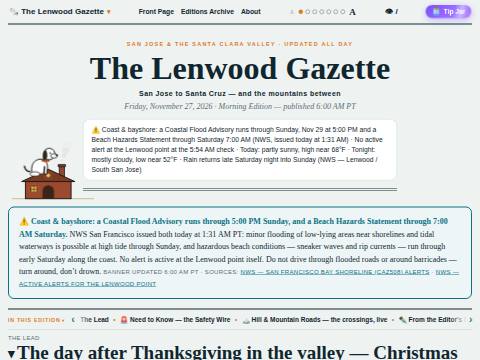 The Lenwood Gazette ▾
Front Page Editions Archive About
A A
👁 /
Tip Jar
SAN JOSE & THE SANTA CLARA VALLEY · UPDATED ALL DAY
The Lenwood Gazette
San Jose to Santa Cruz — and the mountains between
Friday, November 27, 2026 · Morning Edition — published 6:00 AM PT
⚠️ Coast & bayshore: a Coastal Flood Advisory runs through Sunday, Nov 29 at 5:00 PM and a
Beach Hazards Statement through 7:00 AM Saturday (NWS, issued today at 1:31 AM) · No active
alert at the Lenwood point at the 5:54 AM check · Today: partly sunny, high near 68°F · Tonight:
mostly cloudy, low near 52°F · Rain returns late Saturday night into Sunday (NWS — Lenwood /
South San Jose)
⚠️ Coast & bayshore: a Coastal Flood Advisory runs through 5:00 PM Sunday, and a Beach Hazards Statement through 7:00
AM Saturday. NWS San Francisco issued both today at 1:31 AM PT: minor flooding of low-lying areas near shorelines and tidal
waterways is possible at high tide through Sunday, and hazardous beach conditions — sneaker waves and rip currents — run through
early Saturday along the coast. No alert is active at the Lenwood point itself. Do not drive through flooded roads or around barricades —
turn around, don't drown. BANNER UPDATED 6:00 AM PT · SOURCES: NWS — SAN FRANCISCO BAY SHORELINE (CAZ508) ALERTS · NWS —
ACTIVE ALERTS FOR THE LENWOOD POINT
IN THIS EDITION ▾ ‹ The Lead • 🚨 Need to Know — the Safety Wire • ⛰️ Hill & Mountain Roads — the crossings, live • ✒️ From the Editor's ›
THE LEAD
▾ The day after Thanksgiving in the valley — Christmas